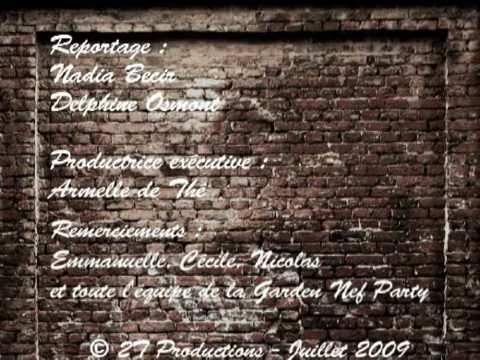 Reportage :
Nadia Becir
Delphine Osmont
Productrice exécutive :
Armelle de Thé
Remerciements :
Emmanuelle, Cécile, Nicolas
et toute l'équipe de la Garden Nef Party
© 2T Productions - Juillet 2009